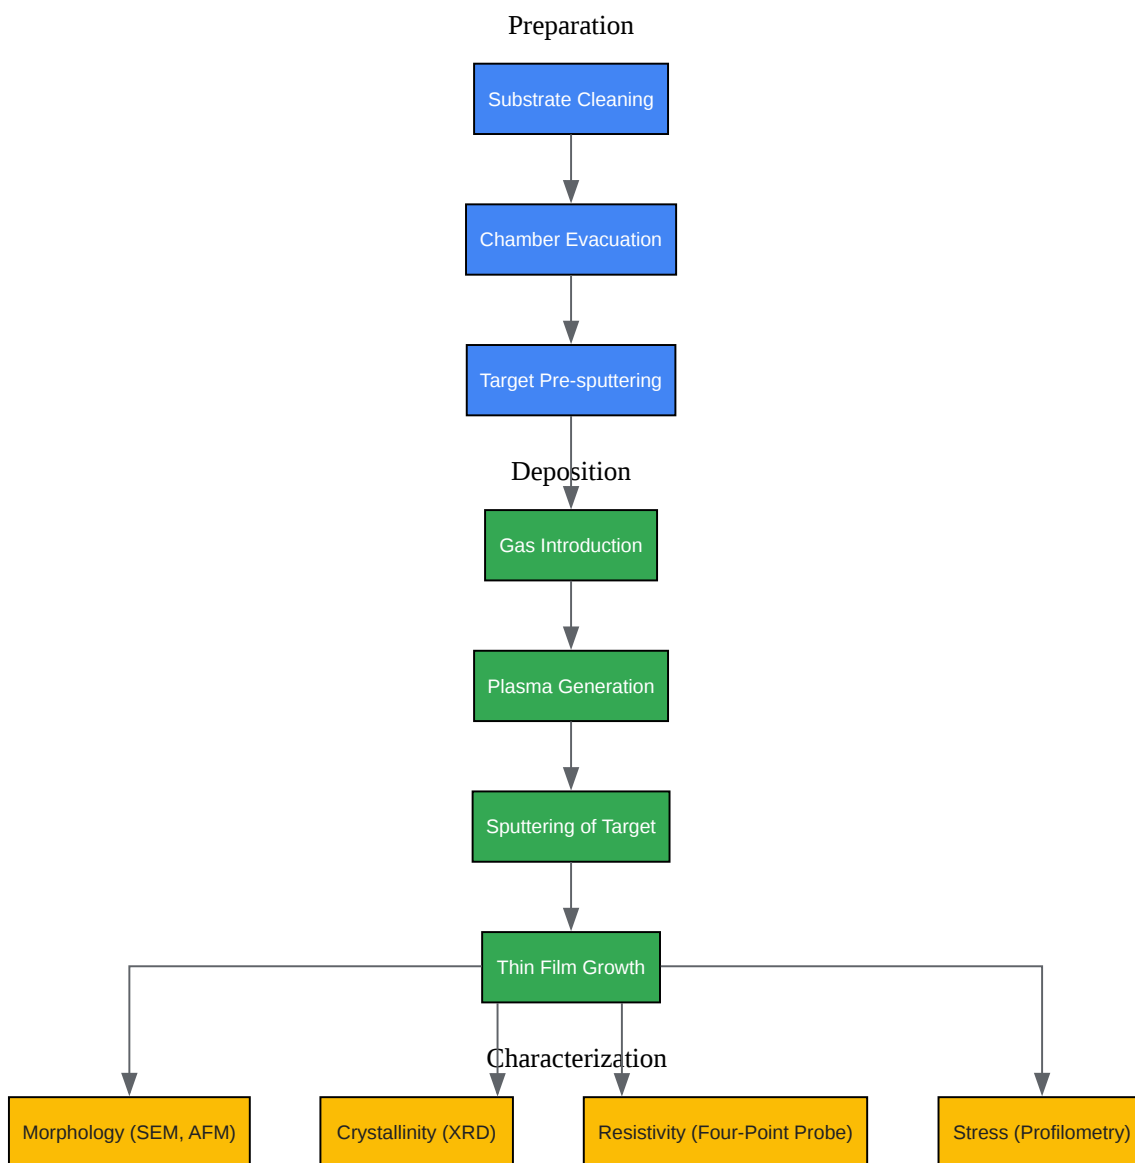 Preparation
Substrate Cleaning
Chamber Evacuation
Target Pre-sputtering
Deposition
Gas Introduction
Plasma Generation
Sputtering of Target
Thin Film Growth
Characterization
Morphology (SEM, AFM)
Crystallinity (XRD)
Resistivity (Four-Point Probe)
Stress (Profilometry)